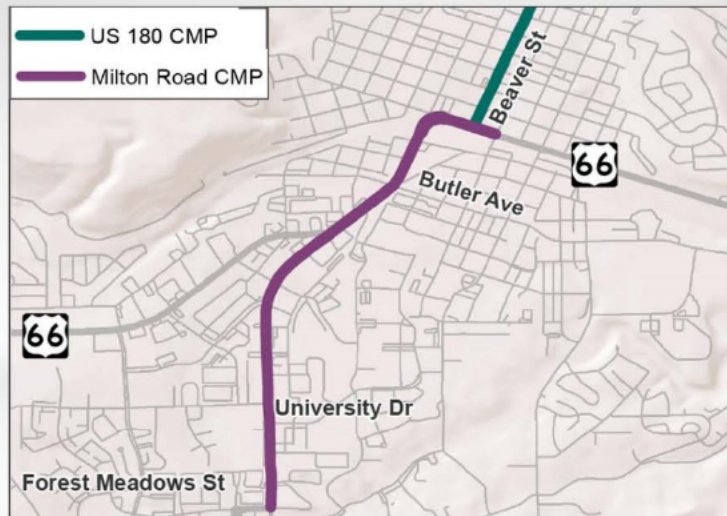 US 180 CMP
Milton Road CMP
Beaver St
66
Butler Ave
66
University Dr
Forest Meadows St